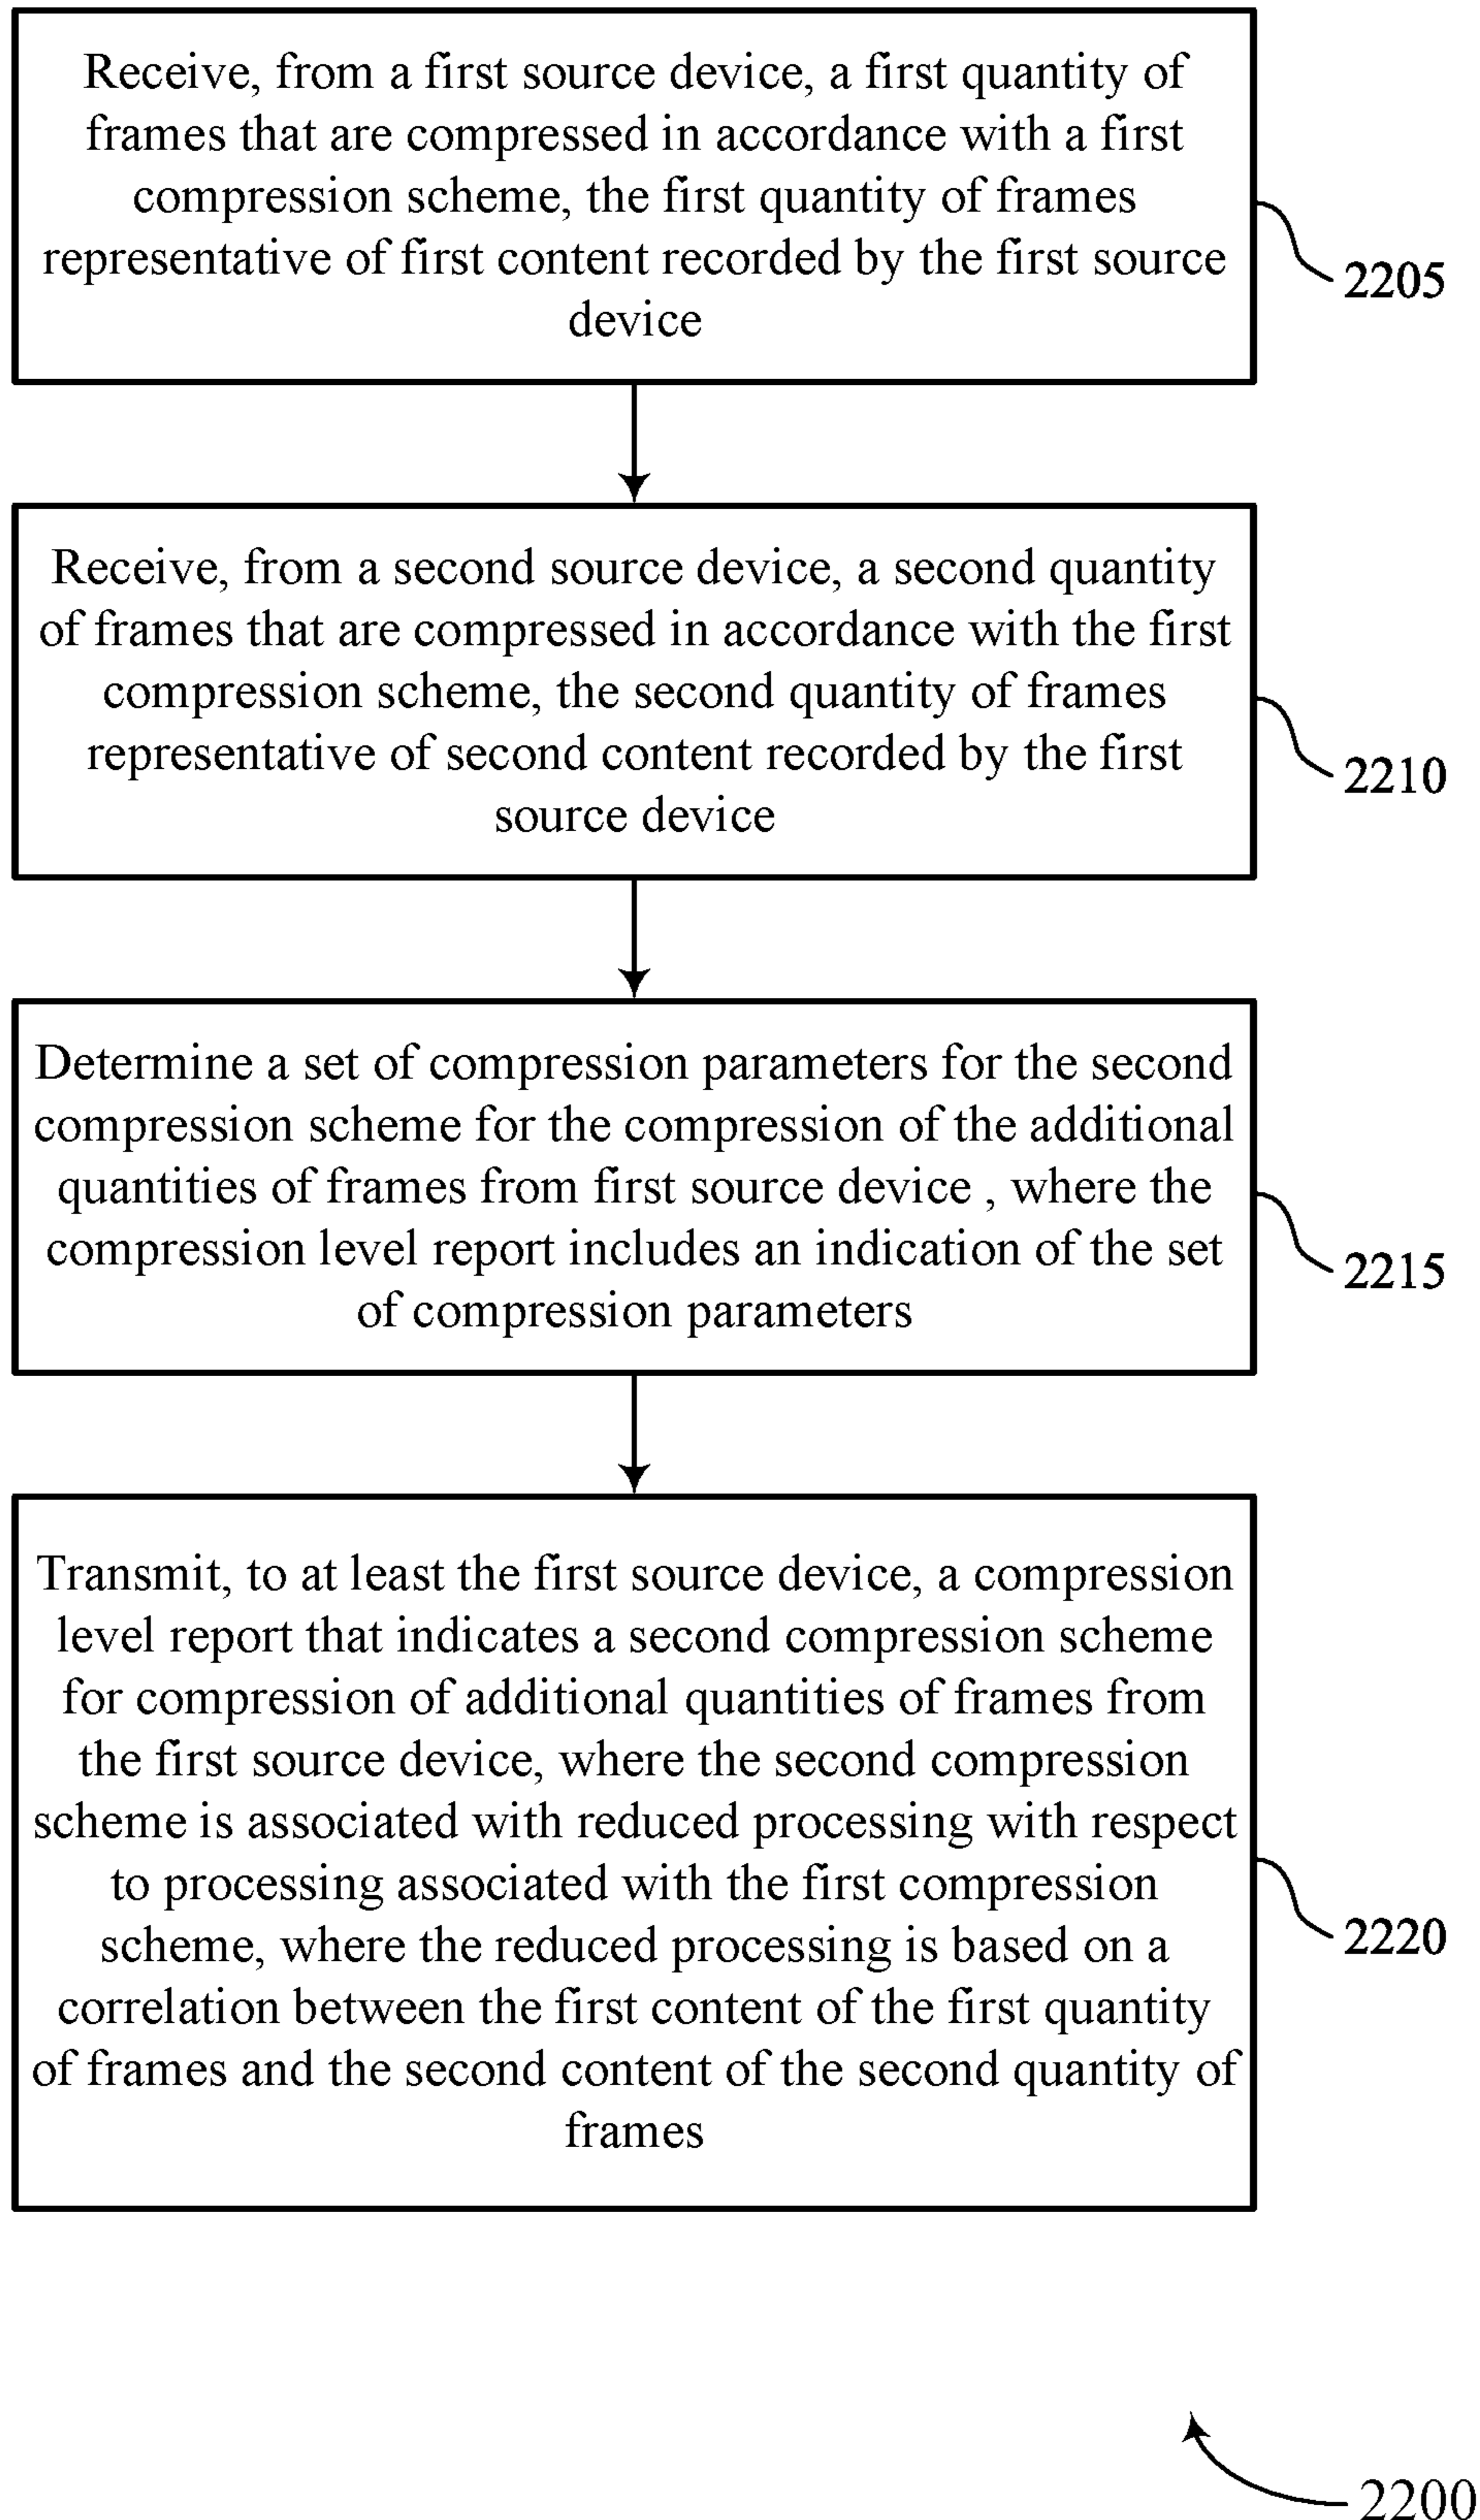 Receive, from a first source device, a first quantity of
frames that are compressed in accordance with a first
compression scheme, the first quantity of frames
representative of first content recorded by the first source
device
2205
Receive, from a second source device, a second quantity
of frames that are compressed in accordance with the first
compression scheme, the second quantity of frames
representative of second content recorded by the first
source device
2210
Determine a set of compression parameters for the second
compression scheme for the compression of the additional
quantities of frames from first source device , where the
compression level report includes an indication of the set
of compression parameters
2215
Transmit, to at least the first source device, a compression
level report that indicates a second compression scheme
for compression of additional quantities of frames from
the first source device, where the second compression
scheme is associated with reduced processing with respect
to processing associated with the first compression
scheme, where the reduced processing is based on a
correlation between the first content of the first quantity
of frames and the second content of the second quantity of
frames
2220
2200